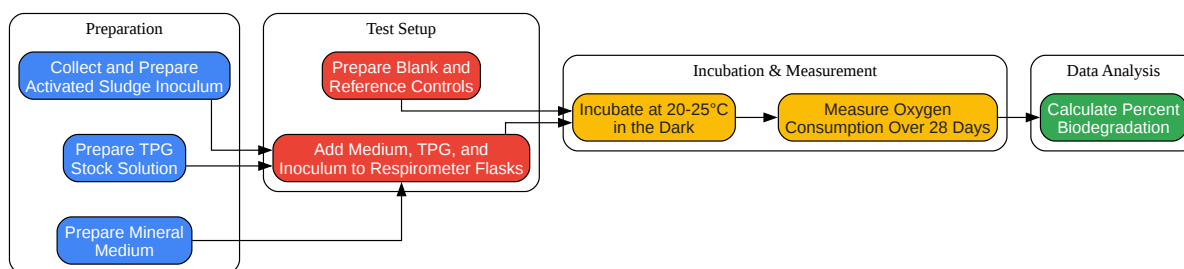 Preparation
Collect and Prepare
Activated Sludge Inoculum
Prepare TPG
Stock Solution
Prepare Mineral
Medium
Test Setup
Prepare Blank and
Reference Controls
Add Medium, TPG, and
Inoculum to Respirometer Flasks
Incubation & Measurement
Incubate at 20-25°C
in the Dark
Measure Oxygen
Consumption Over 28 Days
Data Analysis
Calculate Percent
Biodegradation